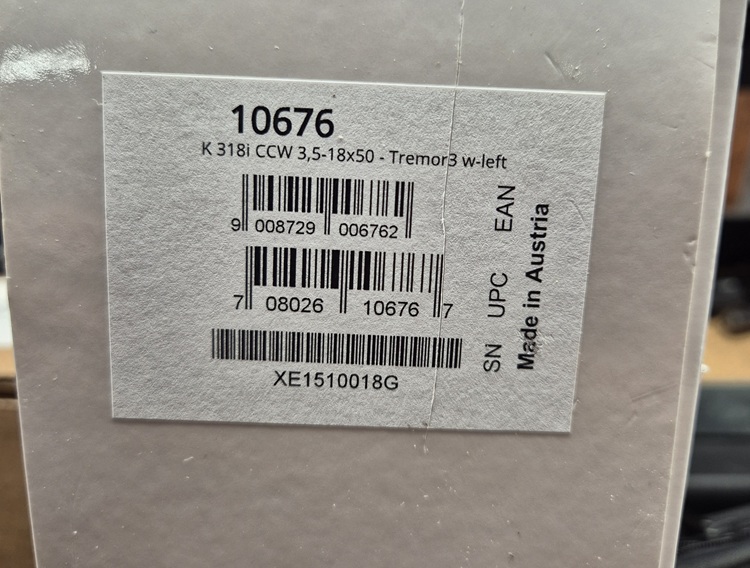 10676
K 318i CCW 3,5-18x50 - Tremor3 w-left
9 008729 006762
EAN
7 08026 10676 7
UPC
XE1510018G
SN
Made in Austria